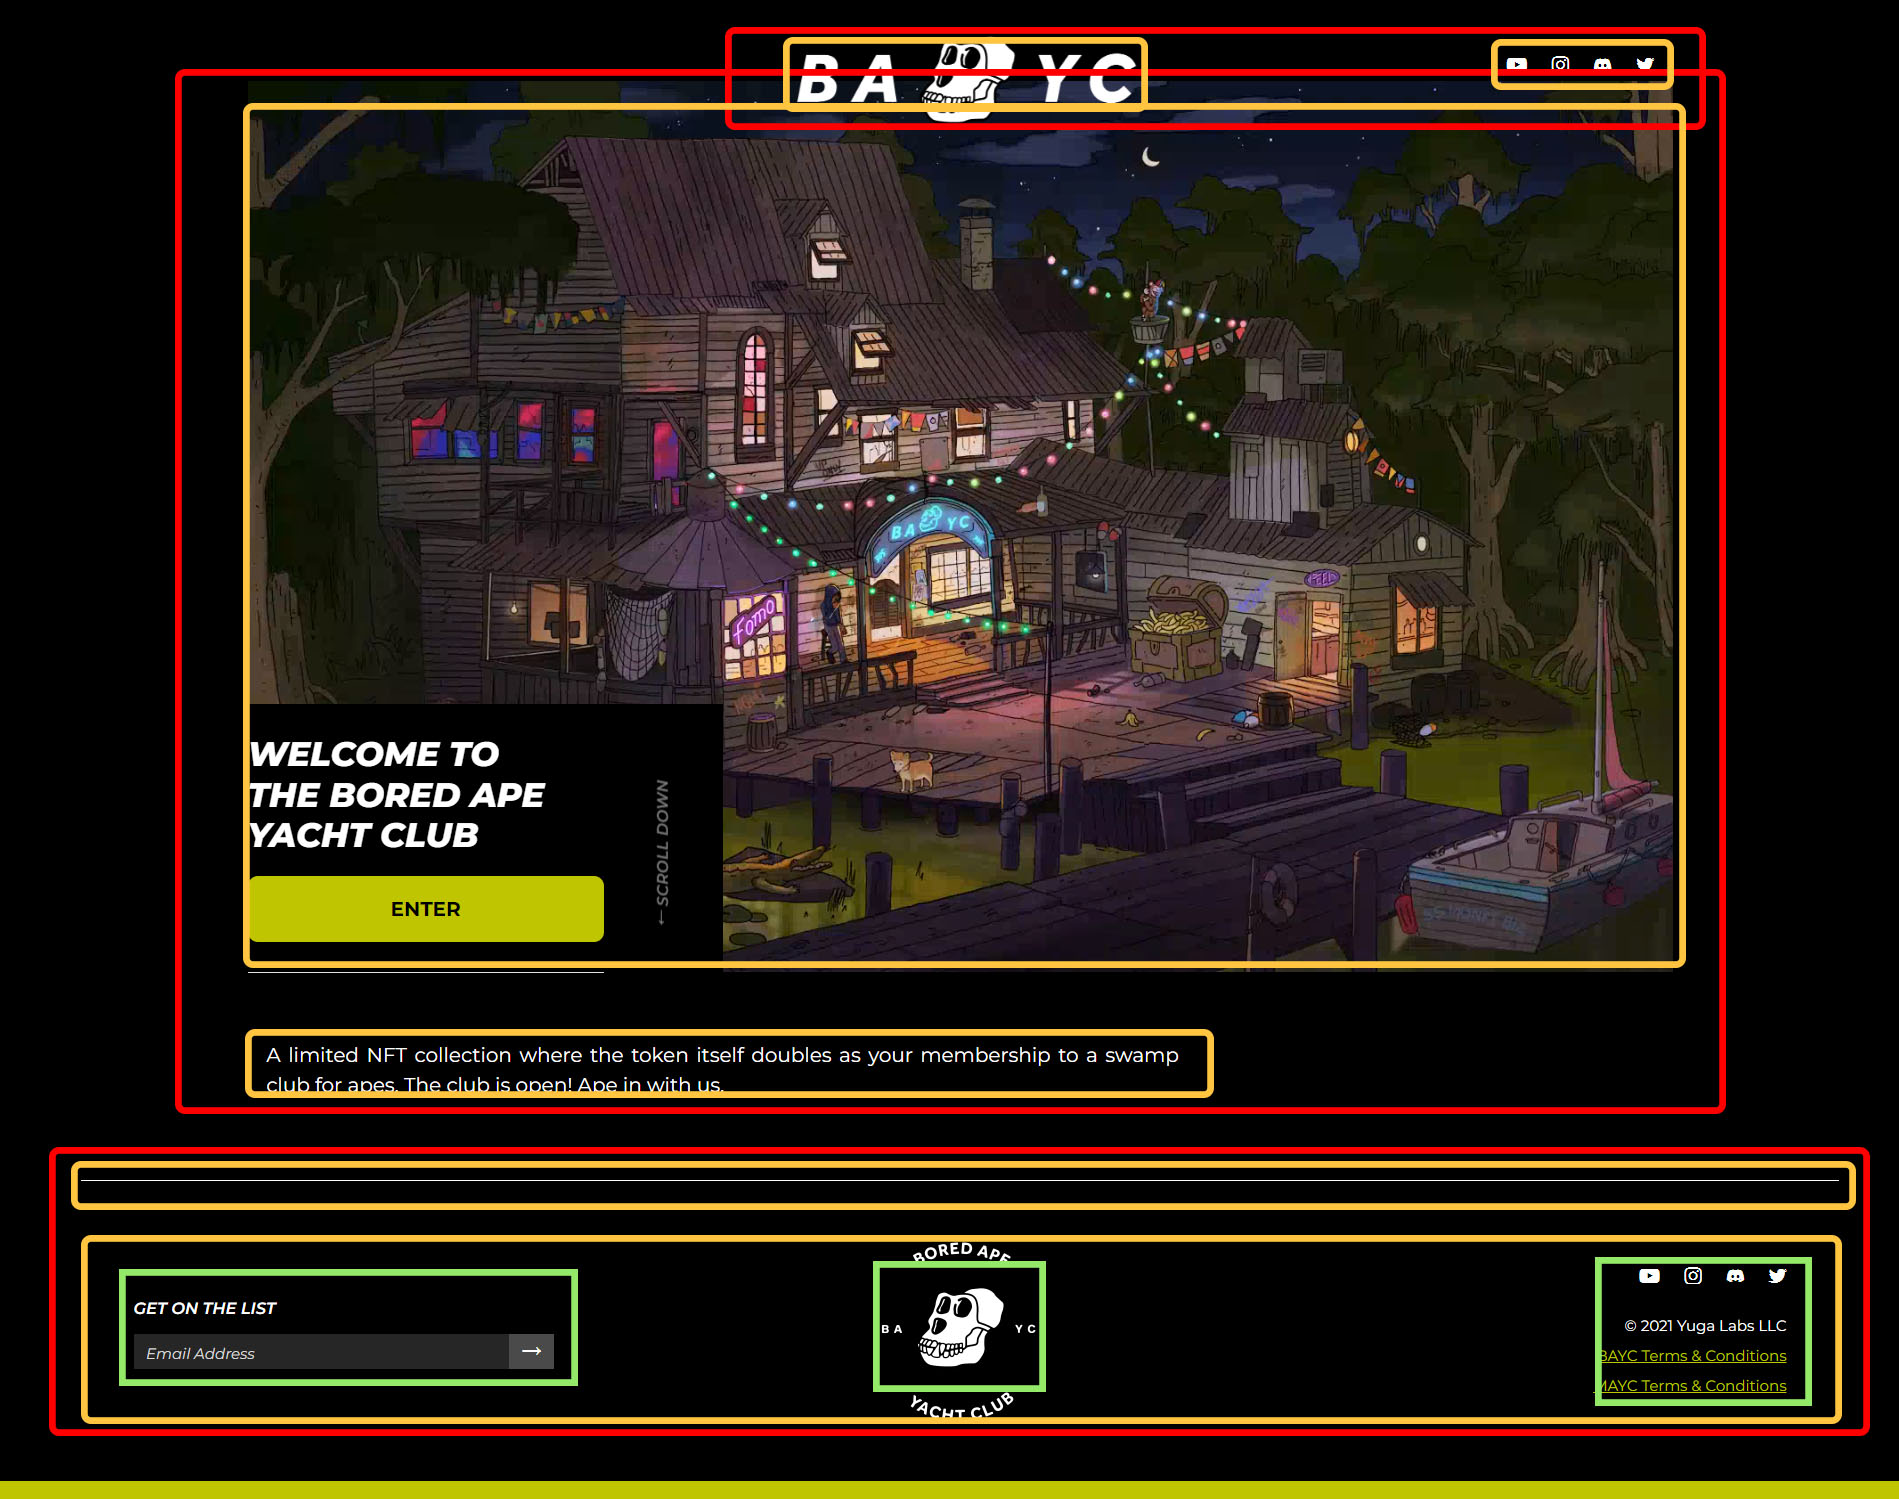 BA YC
BA YC
Fomo
WELCOME TO
THE BORED APE
YACHT CLUB
← SCROLL DOWN
ENTER
A limited NFT collection where the token itself doubles as your membership to a swamp
club for apes. The club is open! Ape in with us.
GET ON THE LIST
Email Address
→
BORED APE
BA YC
YACHT CLUB
© 2021 Yuga Labs LLC
BAYC Terms & Conditions
MAYC Terms & Conditions